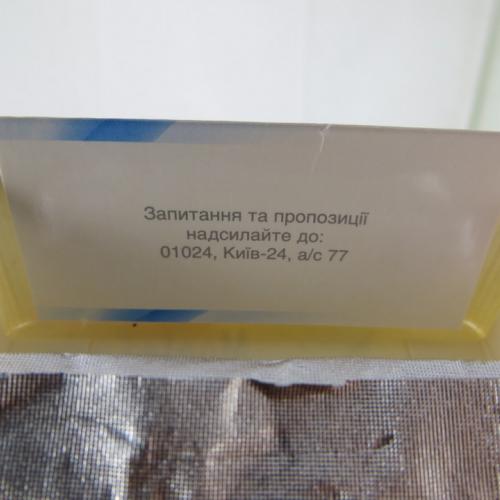 Запитання та пропозиції
надсилайте до:
01024, Київ-24, а/с 77